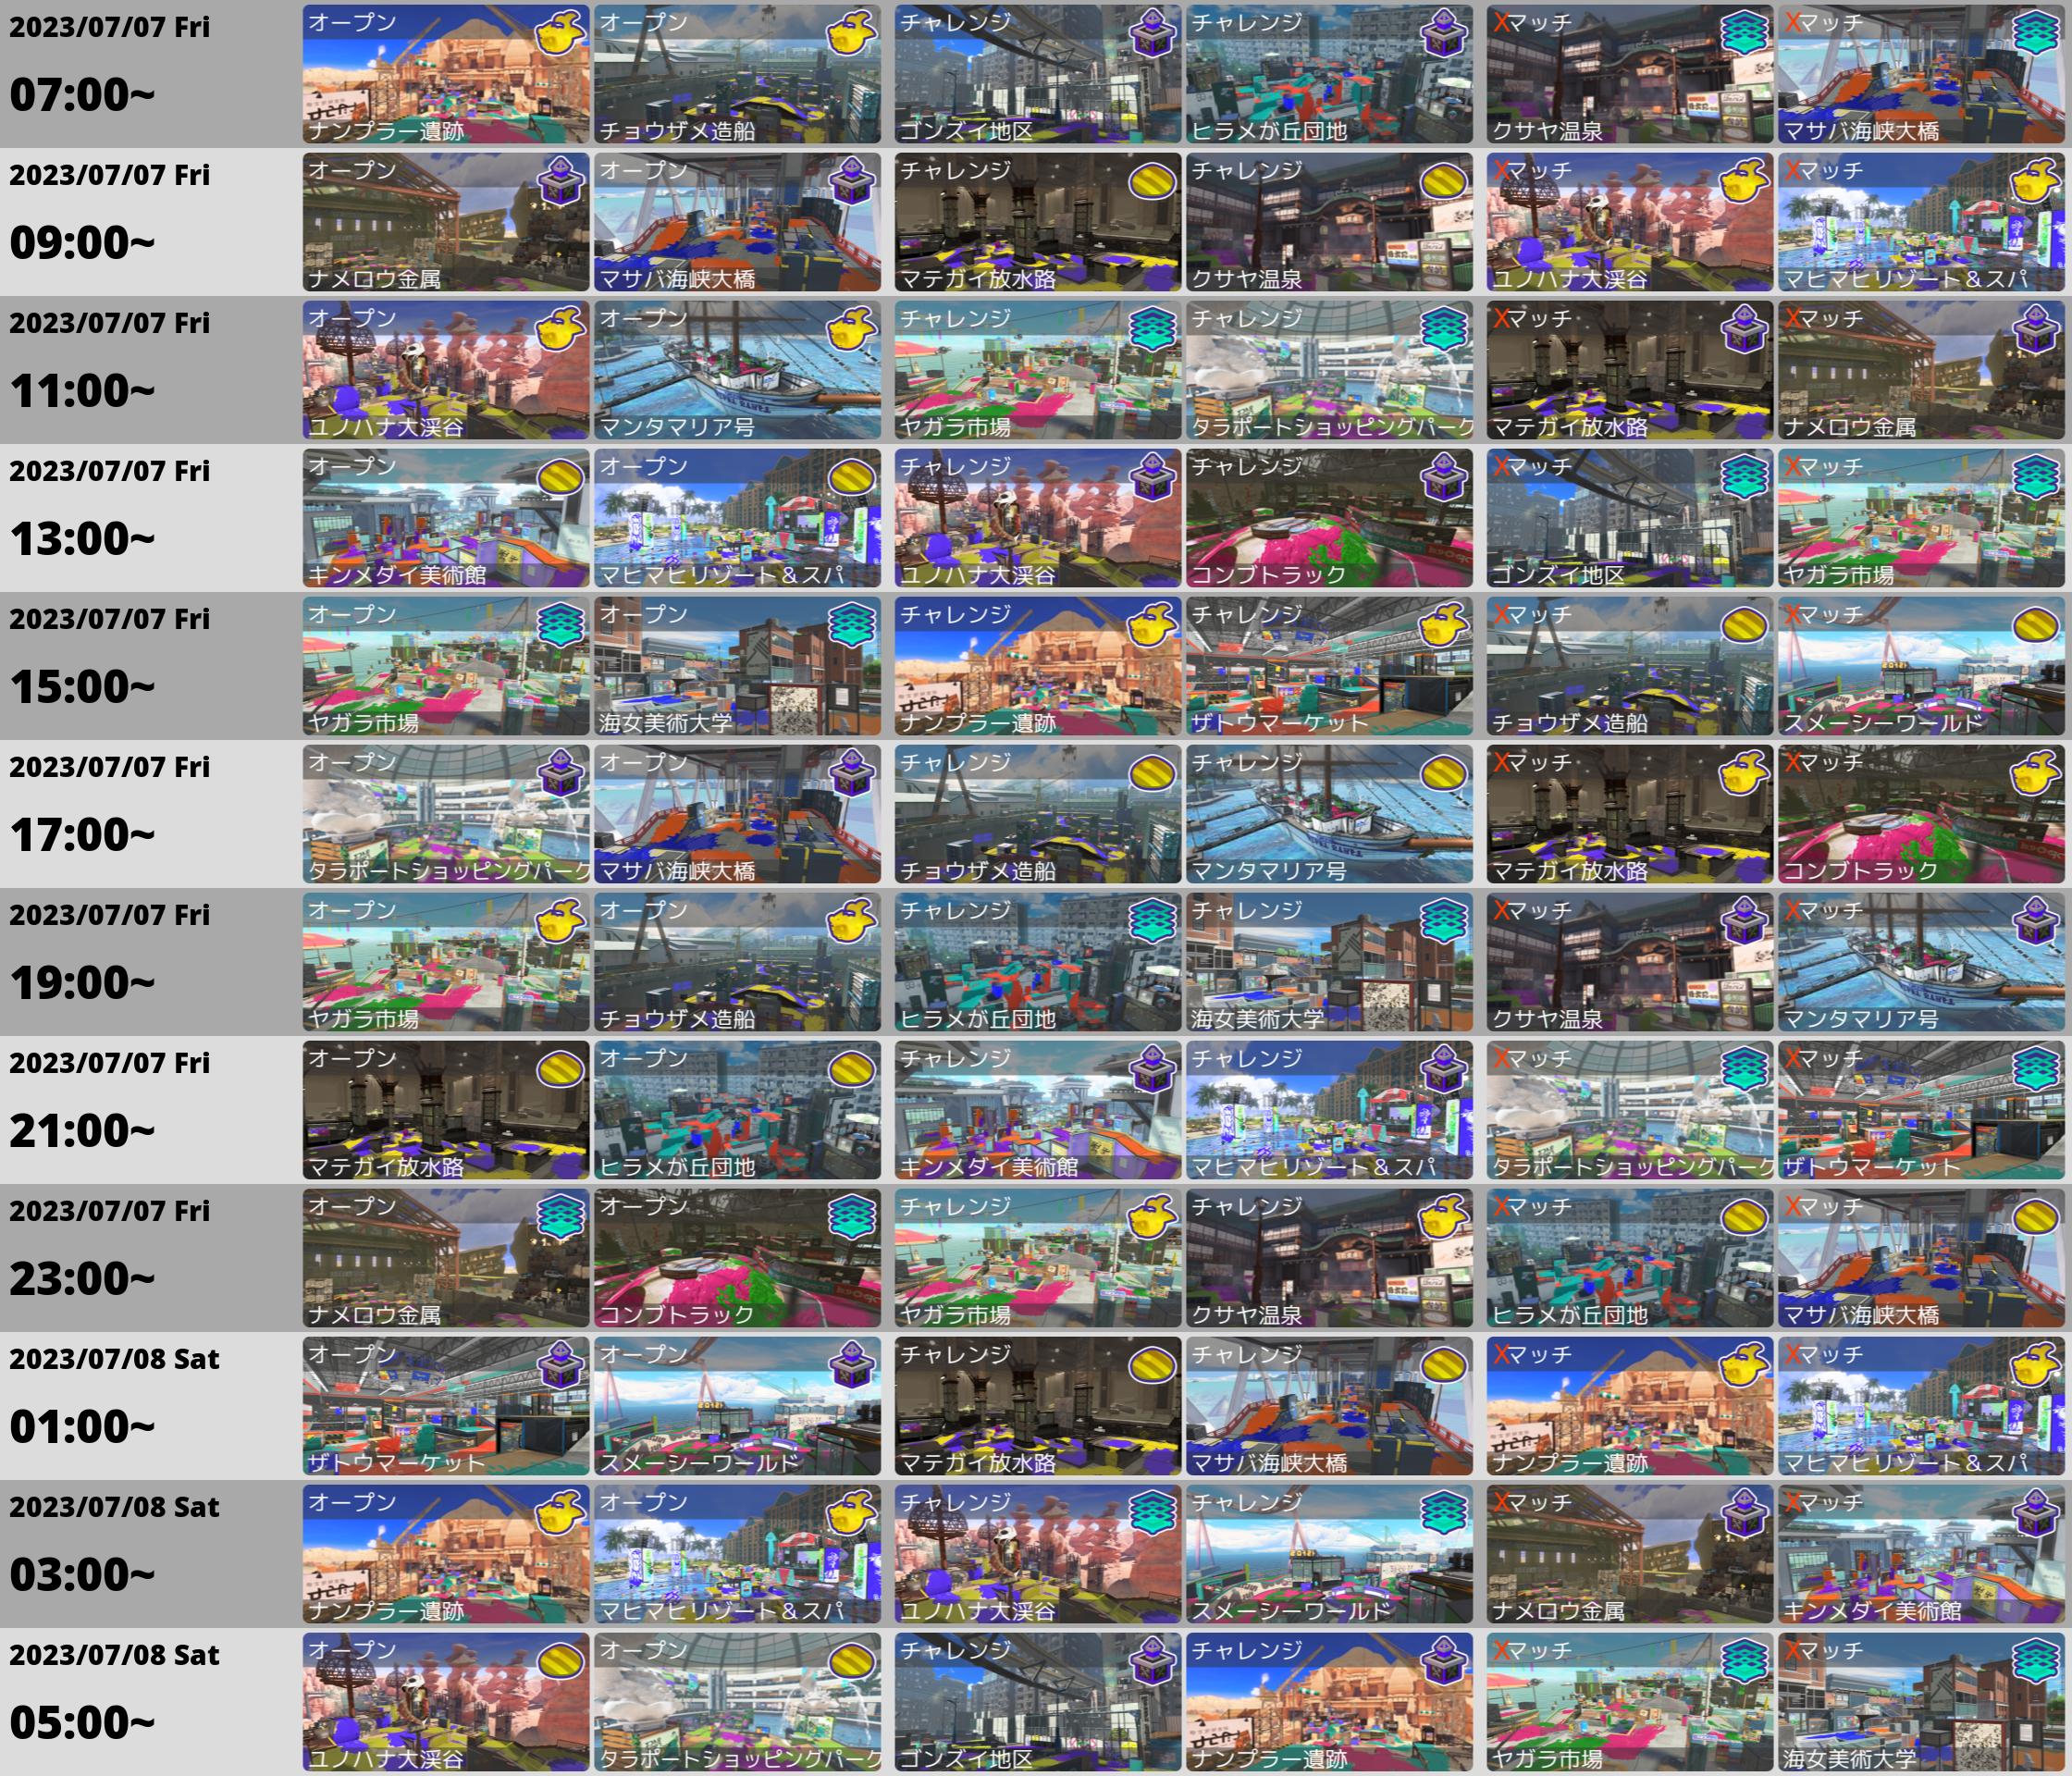 2023/07/07 Fri
07:00~
オープン オープン チャレンジ チャレンジ Xマッチ Xマッチ
ナンプラー遺跡 チョウザメ造船 ゴンズイ地区 ヒラメが丘団地 クサヤ温泉 マサバ海峡大橋
2023/07/07 Fri
09:00~
オープン オープン チャレンジ チャレンジ Xマッチ Xマッチ
ナメロウ金属 マサバ海峡大橋 マテガイ放水路 クサヤ温泉 ユノハナ大渓谷 マヒマヒリゾート&スパ
2023/07/07 Fri
11:00~
オープン オープン チャレンジ チャレンジ Xマッチ Xマッチ
ユノハナ大渓谷 マンタマリア号 ヤガラ市場 タラポートショッピングパーク マテガイ放水路 ナメロウ金属
2023/07/07 Fri
13:00~
オープン オープン チャレンジ チャレンジ Xマッチ Xマッチ
キンメダイ美術館 マヒマヒリゾート&スパ ユノハナ大渓谷 コンブトラック ゴンズイ地区 ヤガラ市場
2023/07/07 Fri
15:00~
オープン オープン チャレンジ チャレンジ Xマッチ Xマッチ
ヤガラ市場 海女美術大学 ナンプラー遺跡 ザトウマーケット チョウザメ造船 スメーシーワールド
2023/07/07 Fri
17:00~
オープン オープン チャレンジ チャレンジ Xマッチ Xマッチ
タラポートショッピングパーク マサバ海峡大橋 チョウザメ造船 マンタマリア号 マテガイ放水路 コンブトラック
2023/07/07 Fri
19:00~
オープン オープン チャレンジ チャレンジ Xマッチ Xマッチ
ヤガラ市場 チョウザメ造船 ヒラメが丘団地 海女美術大学 クサヤ温泉 マンタマリア号
2023/07/07 Fri
21:00~
オープン オープン チャレンジ チャレンジ Xマッチ Xマッチ
マテガイ放水路 ヒラメが丘団地 キンメダイ美術館 マヒマヒリゾート&スパ タラポートショッピングパーク ザトウマーケット
2023/07/07 Fri
23:00~
オープン オープン チャレンジ チャレンジ Xマッチ Xマッチ
ナメロウ金属 コンブトラック ヤガラ市場 クサヤ温泉 ヒラメが丘団地 マサバ海峡大橋
2023/07/08 Sat
01:00~
オープン オープン チャレンジ チャレンジ Xマッチ Xマッチ
ザトウマーケット スメーシーワールド マテガイ放水路 マサバ海峡大橋 ナンプラー遺跡 マヒマヒリゾート&スパ
2023/07/08 Sat
03:00~
オープン オープン チャレンジ チャレンジ Xマッチ Xマッチ
ナンプラー遺跡 マヒマヒリゾート&スパ ユノハナ大渓谷 スメーシーワールド ナメロウ金属 キンメダイ美術館
2023/07/08 Sat
05:00~
オープン オープン チャレンジ チャレンジ Xマッチ Xマッチ
ユノハナ大渓谷 タラポートショッピングパーク ゴンズイ地区 ナンプラー遺跡 ヤガラ市場 海女美術大学